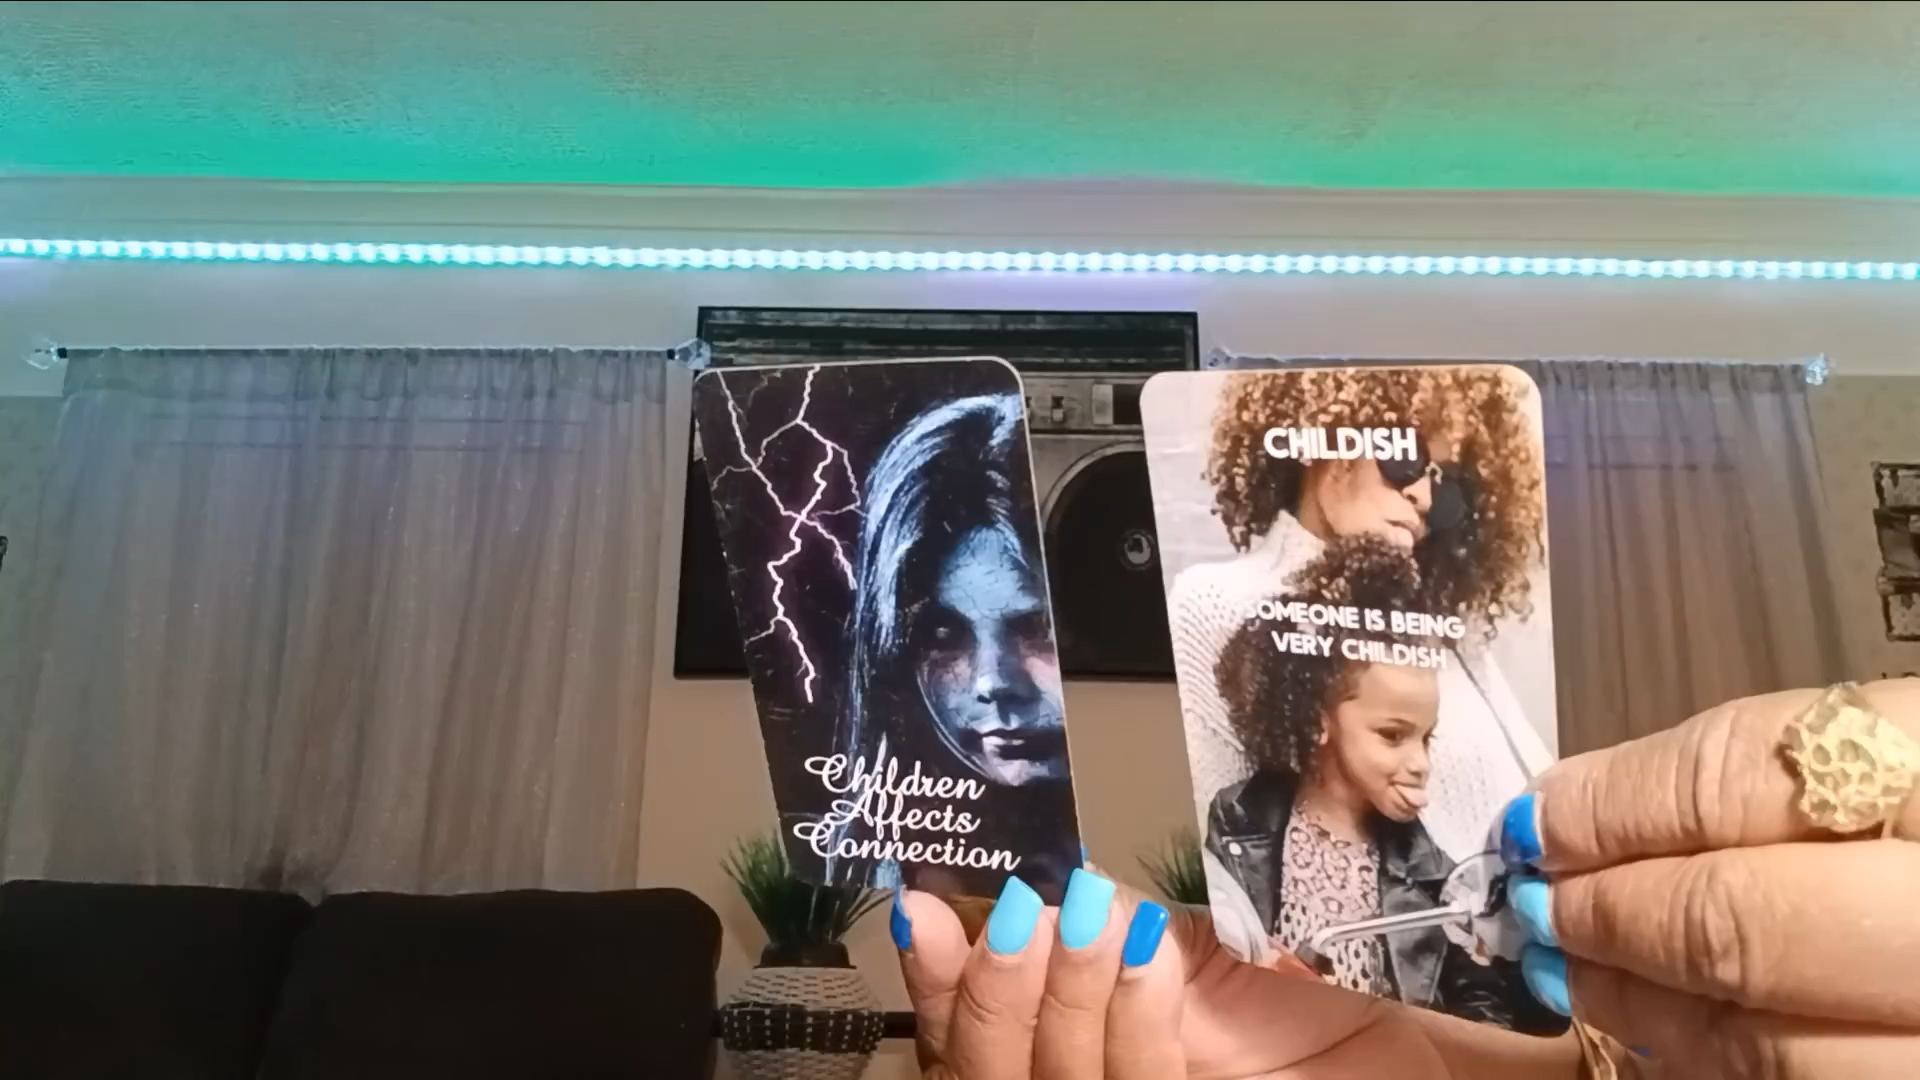 Children
Affects
Connection
CHILDISH
SOMEONE IS BEING
VERY CHILDISH